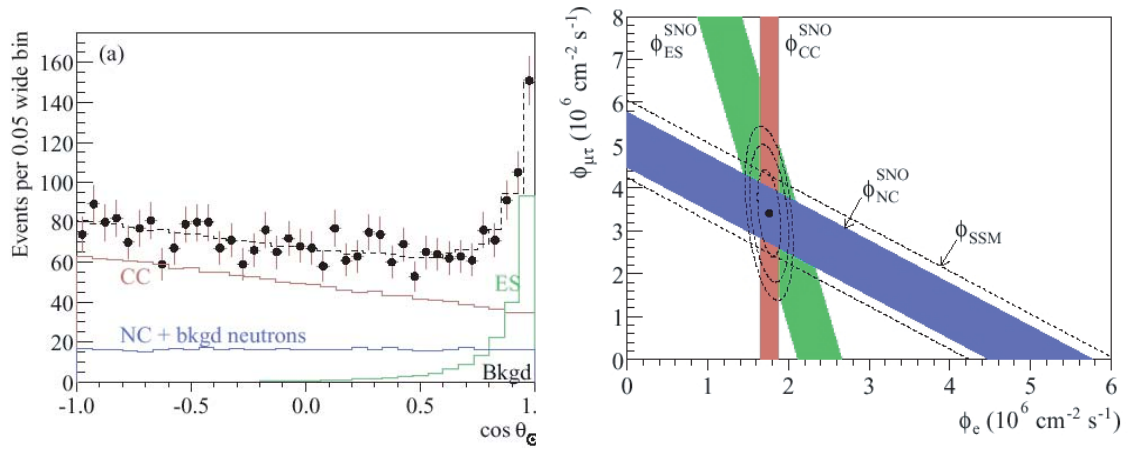 (a)
Events per 0.05 wide bin
160
140
120
100
80
60
40
20
0
CC
ES
NC + bkgd neutrons
Bkgd
-1.0
-0.5
0.0
0.5
1.
cos θ☉
ϕμτ (10⁶ cm⁻² s⁻¹)
8
7
6
5
4
3
2
1
0
ϕ_ES^SNO
ϕ_CC^SNO
ϕ_NC^SNO
ϕ_SSM
0
1
2
3
4
5
6
ϕe (10⁶ cm⁻² s⁻¹)